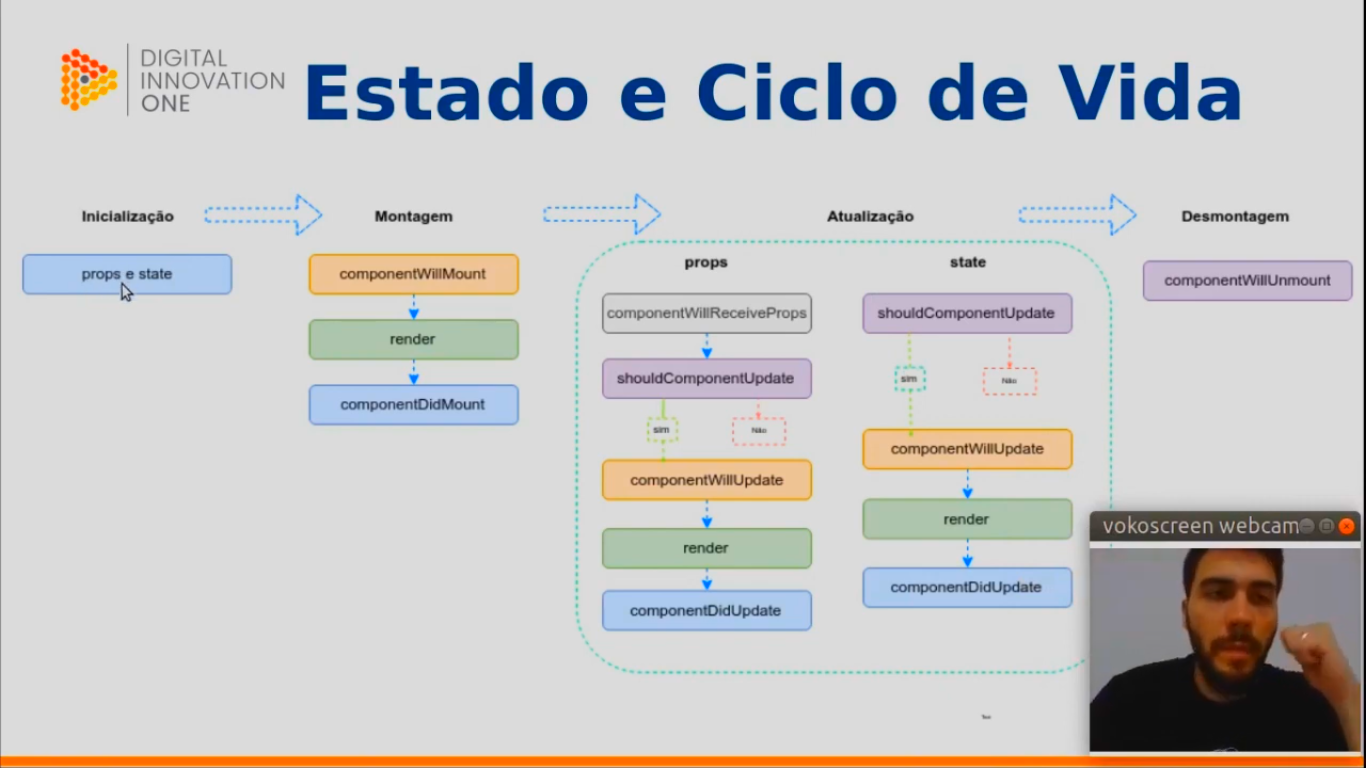 DIGITAL
INNOVATION
ONE
Estado e Ciclo de Vida
Inicialização
props e state
Montagem
componentWillMount
render
componentDidMount
Atualização
props
componentWillReceiveProps
shouldComponentUpdate
sim
Não
componentWillUpdate
render
componentDidUpdate
state
shouldComponentUpdate
sim
Não
componentWillUpdate
render
componentDidUpdate
Desmontagem
componentWillUnmount
Text
vokoscreen webcam